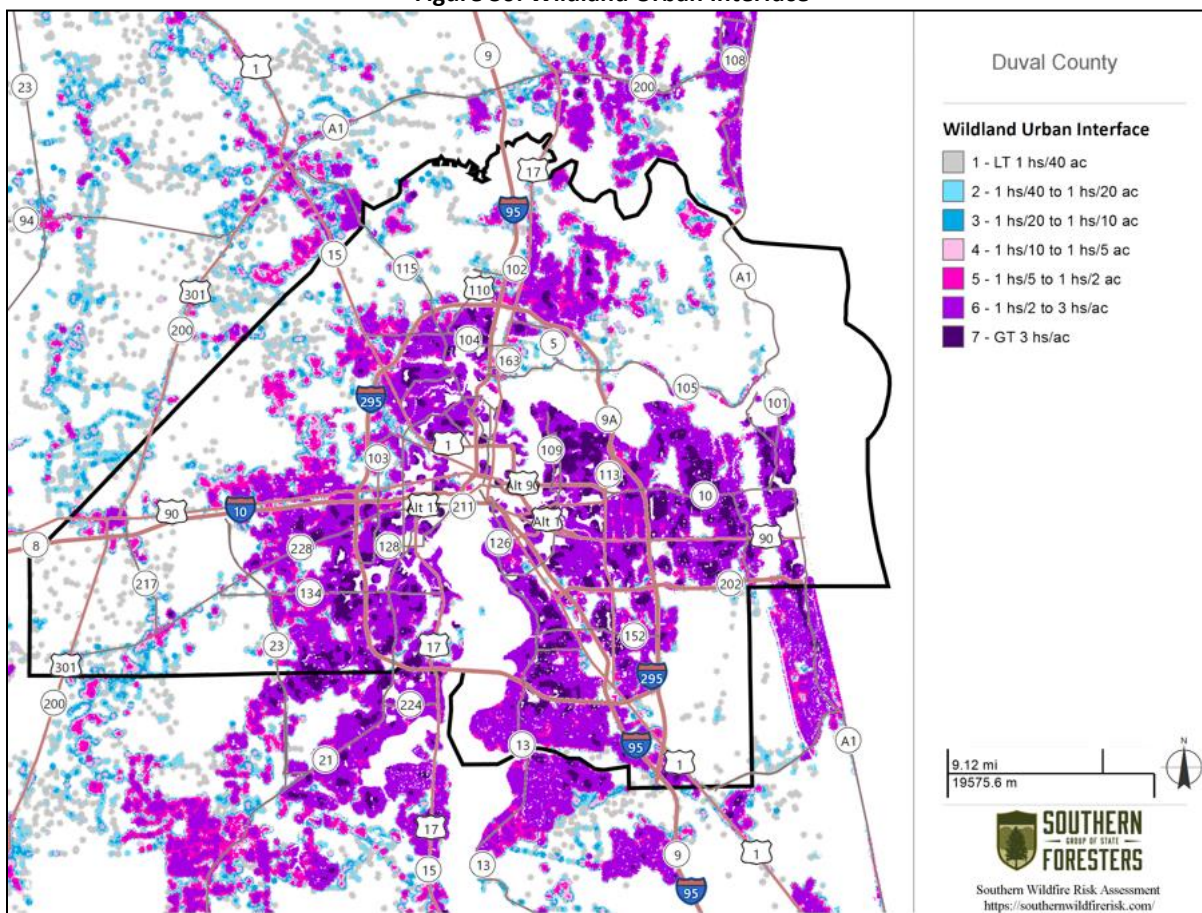 Figure 50: Wildland Urban Interface
Duval County
Wildland Urban Interface
1 - LT 1 hs/40 ac
2 - 1 hs/40 to 1 hs/20 ac
3 - 1 hs/20 to 1 hs/10 ac
4 - 1 hs/10 to 1 hs/5 ac
5 - 1 hs/5 to 1 hs/2 ac
6 - 1 hs/2 to 3 hs/ac
7 - GT 3 hs/ac
23
1
9
108
200
A1
17
94
95
15
115
102
A1
301
110
200
104
5
163
105
295
101
9A
1
109
103
113
Alt 90
10
90
10
211
Alt 1
8
228
128
126
90
217
202
134
23
152
17
301
295
200
224
13
95
A1
21
1
17
9
1
15
13
95
N
9.12 mi
19575.6 m
SOUTHERN
GROUP OF STATE
FORESTERS
Southern Wildfire Risk Assessment
https://southernwildfirerisk.com/